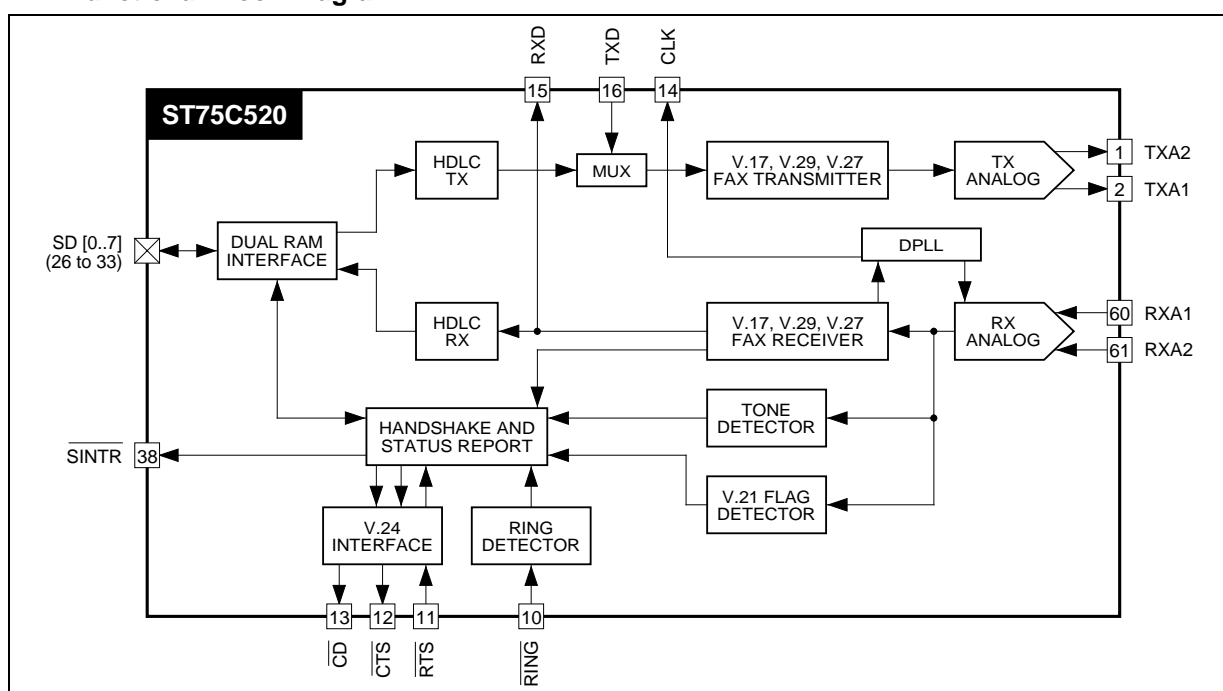 RXD
TXD
CLK
15
16
14
ST75C520
HDLC
TX
MUX
V.17, V.29, V.27
FAX TRANSMITTER
TX
ANALOG
1
TXA2
2
TXA1
SD [0..7]
(26 to 33)
DUAL RAM
INTERFACE
DPLL
HDLC
RX
V.17, V.29, V.27
FAX RECEIVER
RX
ANALOG
60
RXA1
61
RXA2
HANDSHAKE AND
STATUS REPORT
TONE
DETECTOR
SINTR
38
V.21 FLAG
DETECTOR
V.24
INTERFACE
RING
DETECTOR
13
12
11
10
CD
CTS
RTS
RING